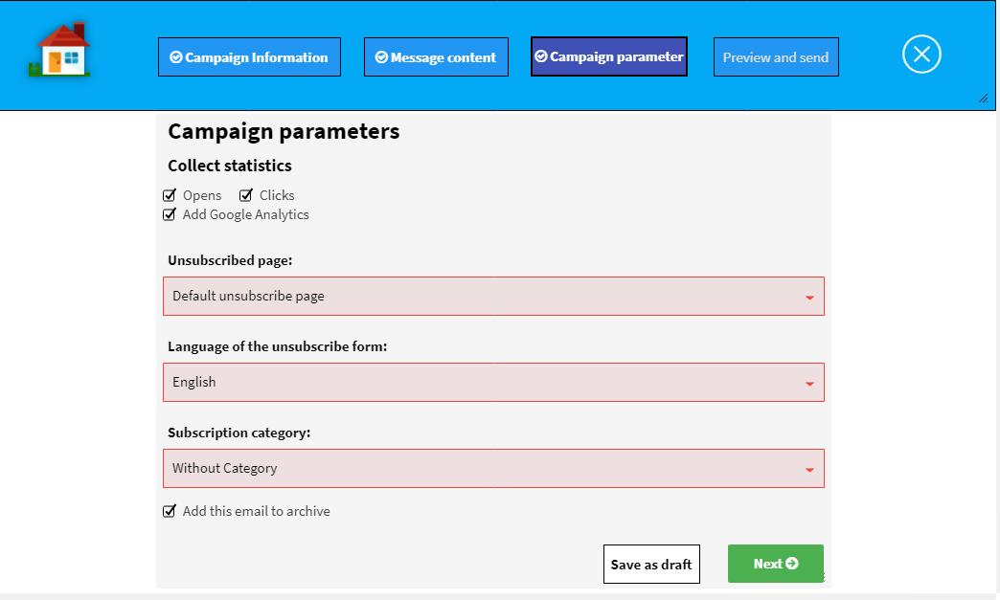 Campaign Information Message content Campaign parameter Preview and send
Campaign parameters
Collect statistics
Opens Clicks
Add Google Analytics
Unsubscribed page:
Default unsubscribe page
Language of the unsubscribe form:
English
Subscription category:
Without Category
Add this email to archive
Save as draft Next